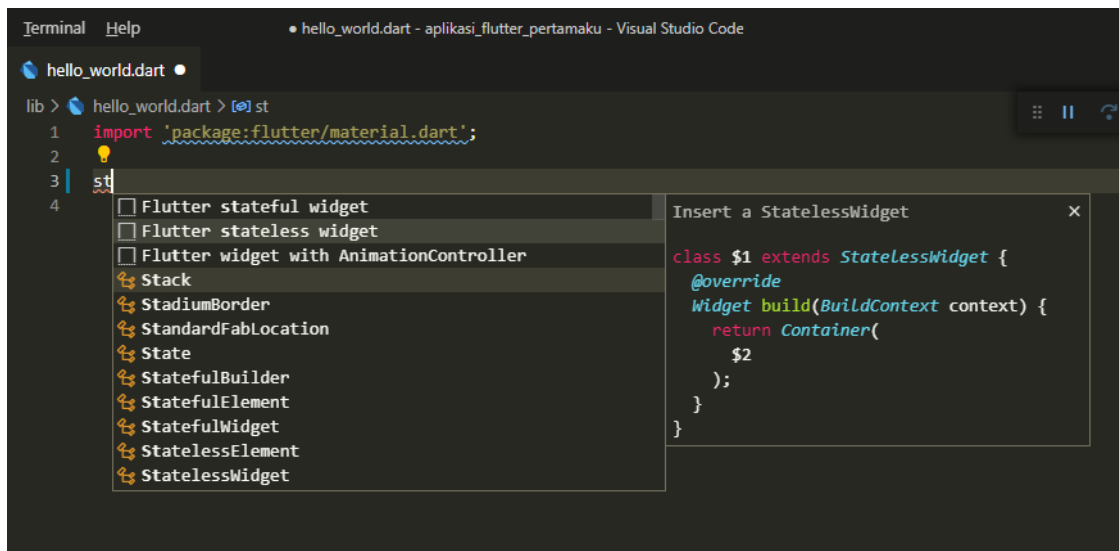 Terminal Help ● hello_world.dart - aplikasi_flutter_pertamaku - Visual Studio Code
hello_world.dart ●
lib > hello_world.dart > st
1 import 'package:flutter/material.dart';
2
3 st
4
Flutter stateful widget
Flutter stateless widget
Flutter widget with AnimationController
Stack
StadiumBorder
StandardFabLocation
State
StatefulBuilder
StatefulElement
StatefulWidget
StatelessElement
StatelessWidget
Insert a StatelessWidget ×
class $1 extends StatelessWidget {
  @override
  Widget build(BuildContext context) {
    return Container(
      $2
    );
  }
}